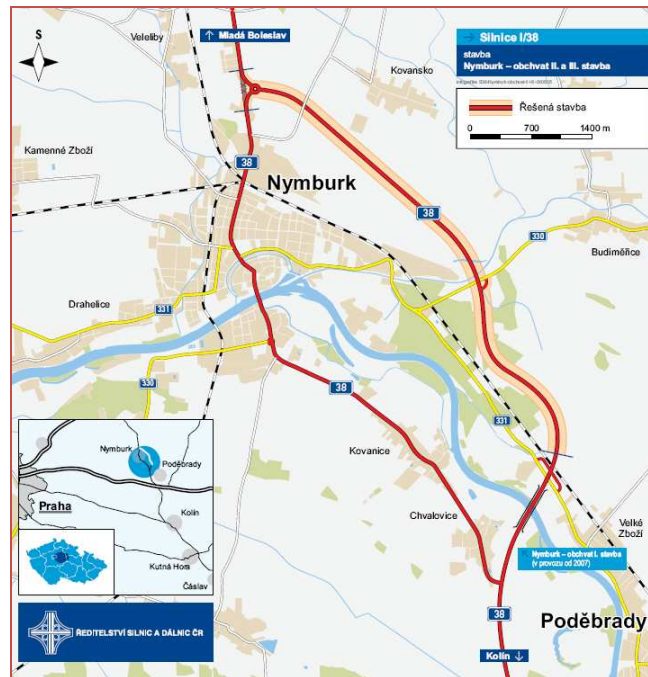 Veleliby
↑ Mladá Boleslav
→ Silnice I/38
stavba
Nymburk – obchvat II. a III. stavba
S
Kovansko
Řešená stavba
0 700 1400 m
Kamenné Zboží
38
Nymburk
38
330
Budiměřice
Drahelice
331
330
38
331
Kovanice
Nymburk
Poděbrady
Praha
Kolín
Kutná Hora
Čáslav
Chvalovice
Velké
Zboží
Nymburk – obchvat I. stavba
(v provozu od 2007)
38
Poděbrady
Kolín ↓
ŘEDITELSTVÍ SILNIC A DÁLNIC ČR